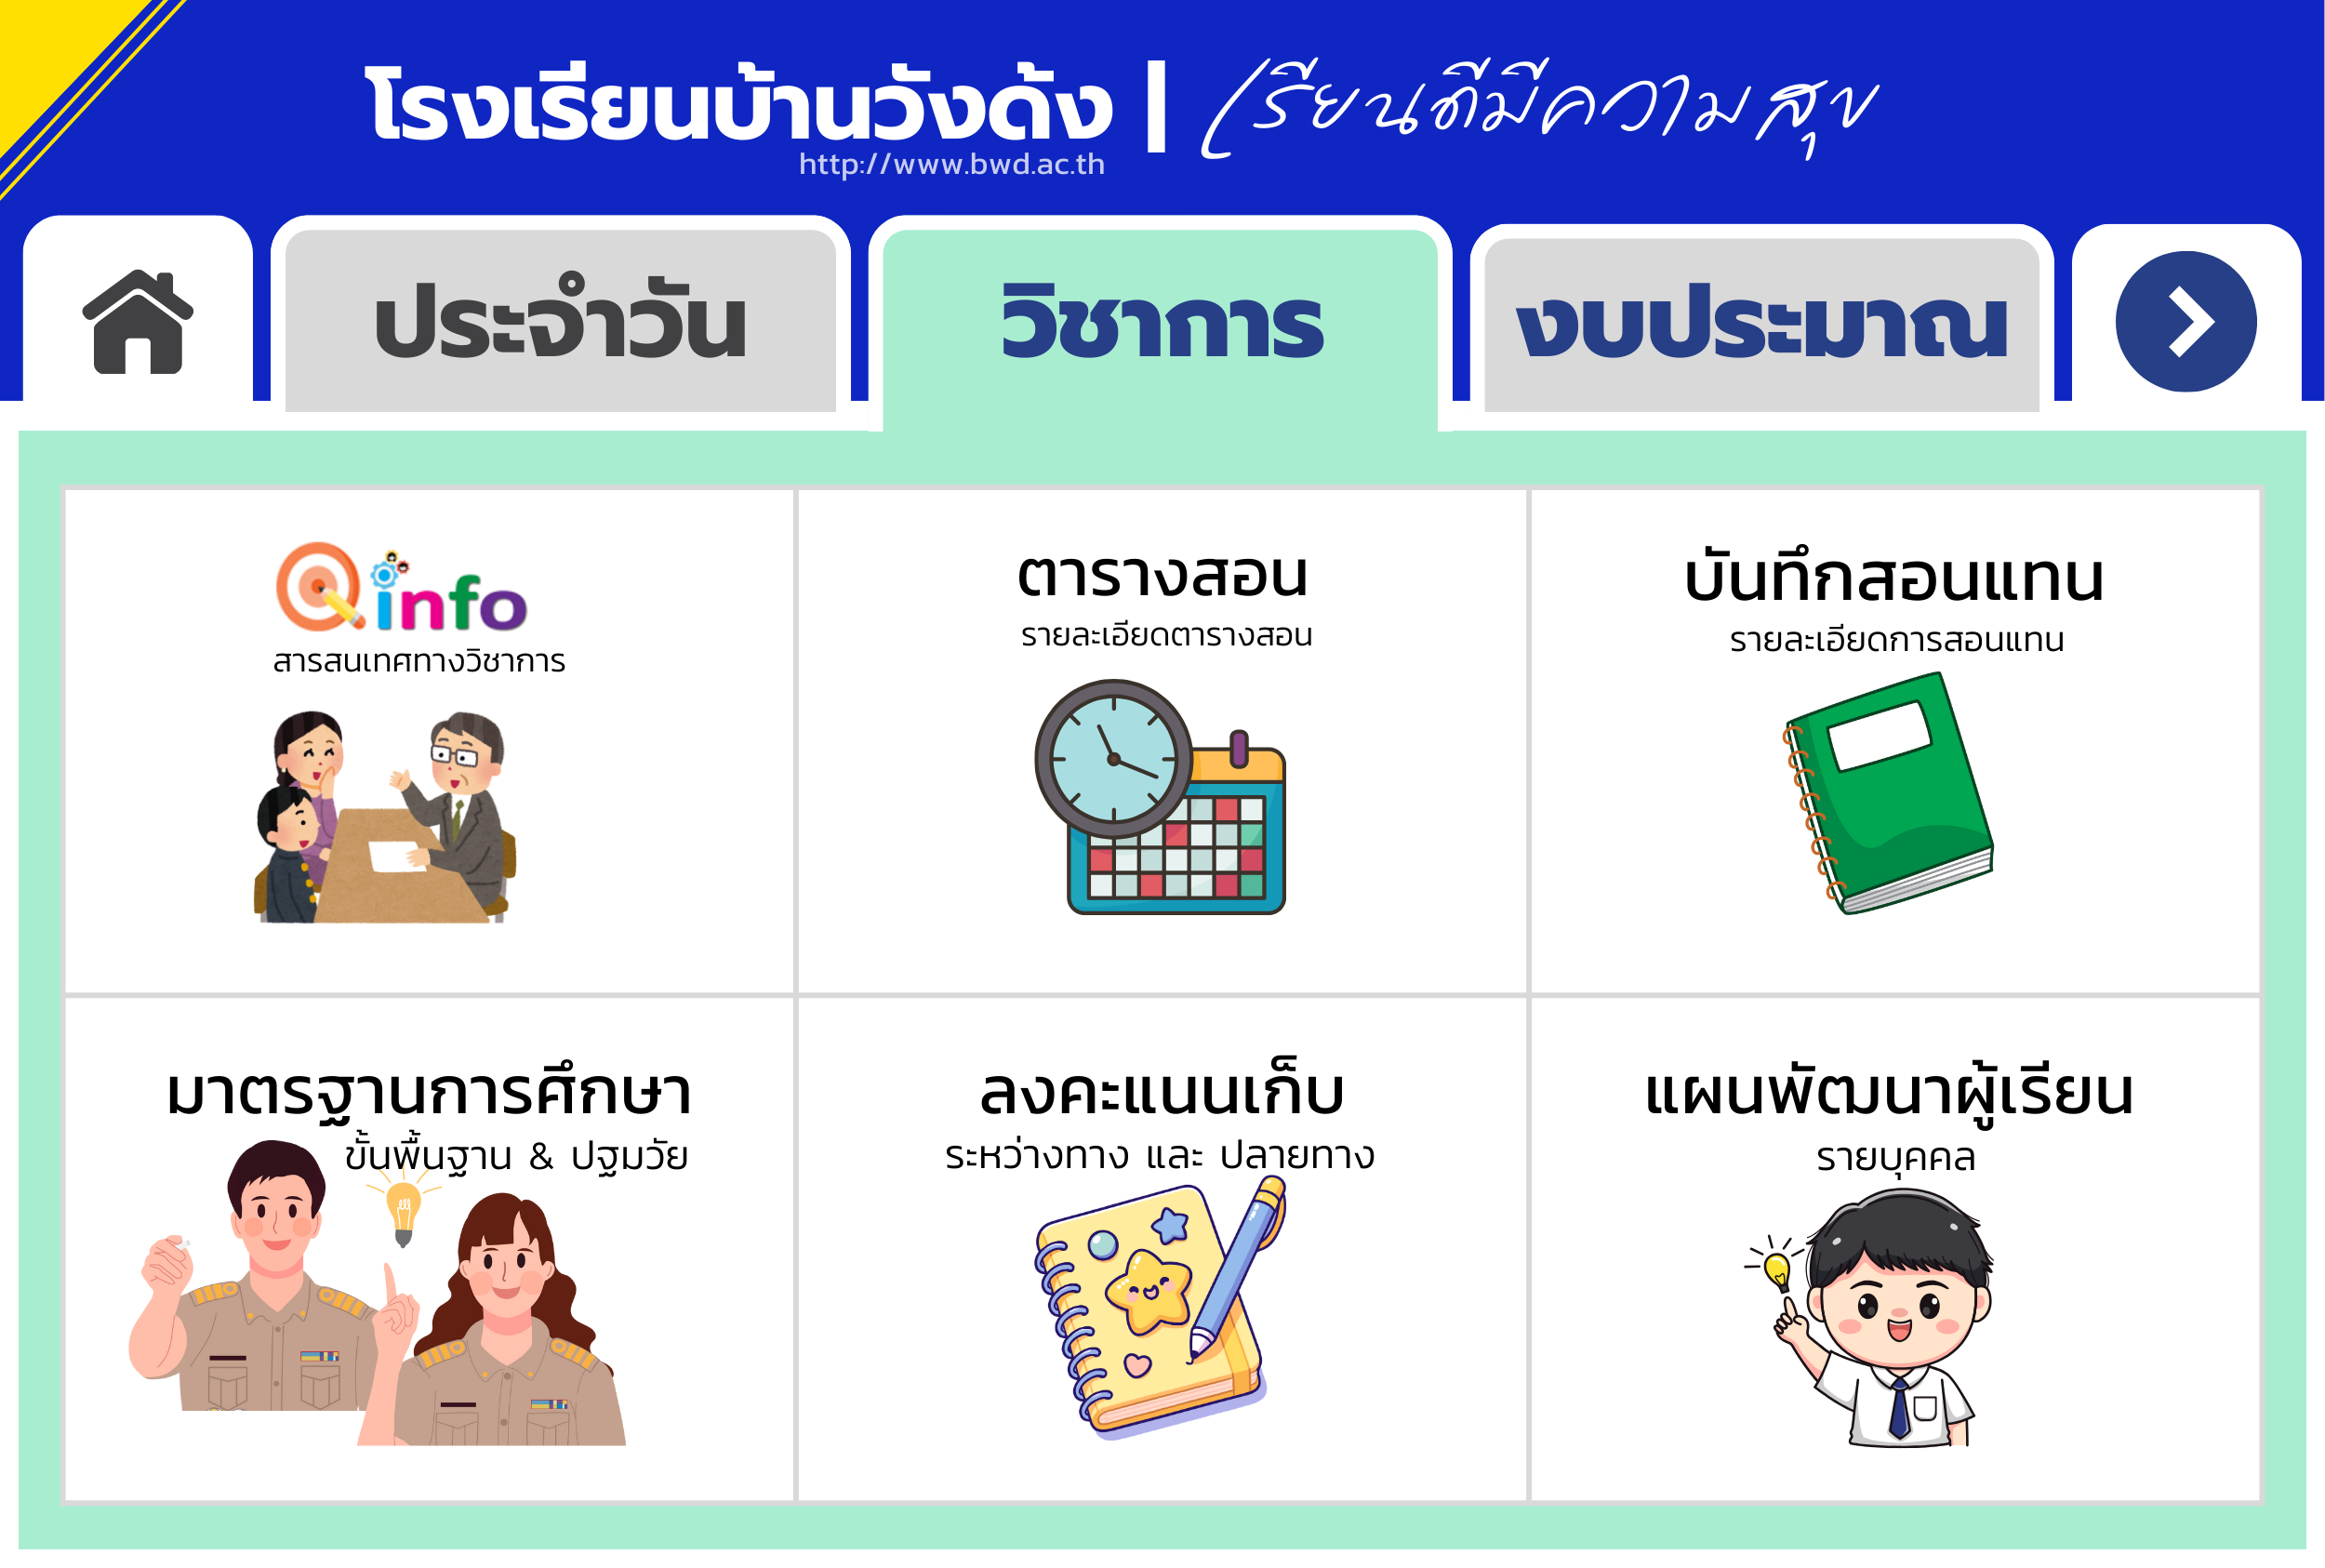 โรงเรียนบ้านวังด้ง | เรียนดีมีความสุข
http://www.bwd.ac.th
ประจำวัน วิชาการ งบประมาณ
Qinfo
สารสนเทศทางวิชาการ
ตารางสอน
รายละเอียดตารางสอน
บันทึกสอนแทน
รายละเอียดการสอนแทน
มาตรฐานการศึกษา
ขั้นพื้นฐาน & ปฐมวัย
ลงคะแนนเก็บ
ระหว่างทาง และ ปลายทาง
แผนพัฒนาผู้เรียน
รายบุคคล